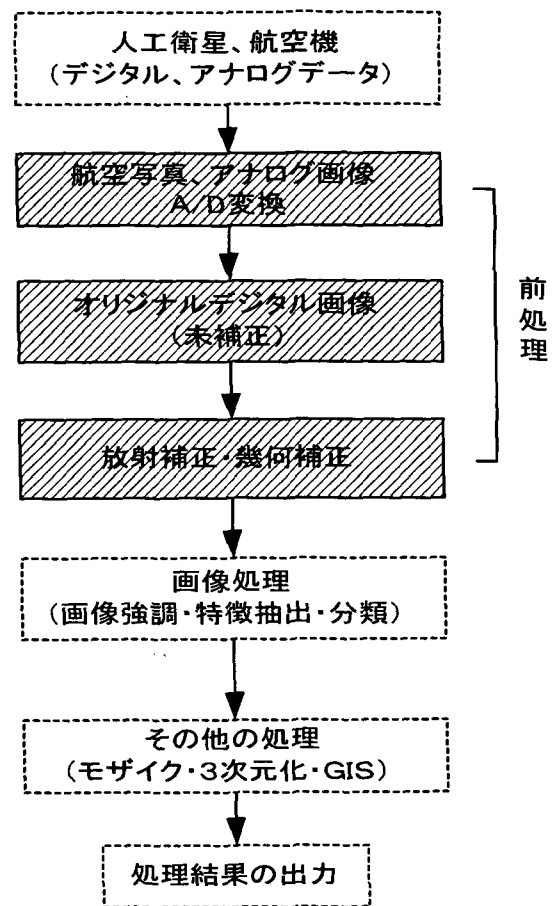 人工衛星、航空機
(デジタル、アナログデータ)
航空写真、アナログ画像
A/D変換
オリジナルデジタル画像
(未補正)
放射補正・幾何補正
前処理
画像処理
(画像強調・特徴抽出・分類)
その他の処理
(モザイク・3次元化・GIS)
処理結果の出力